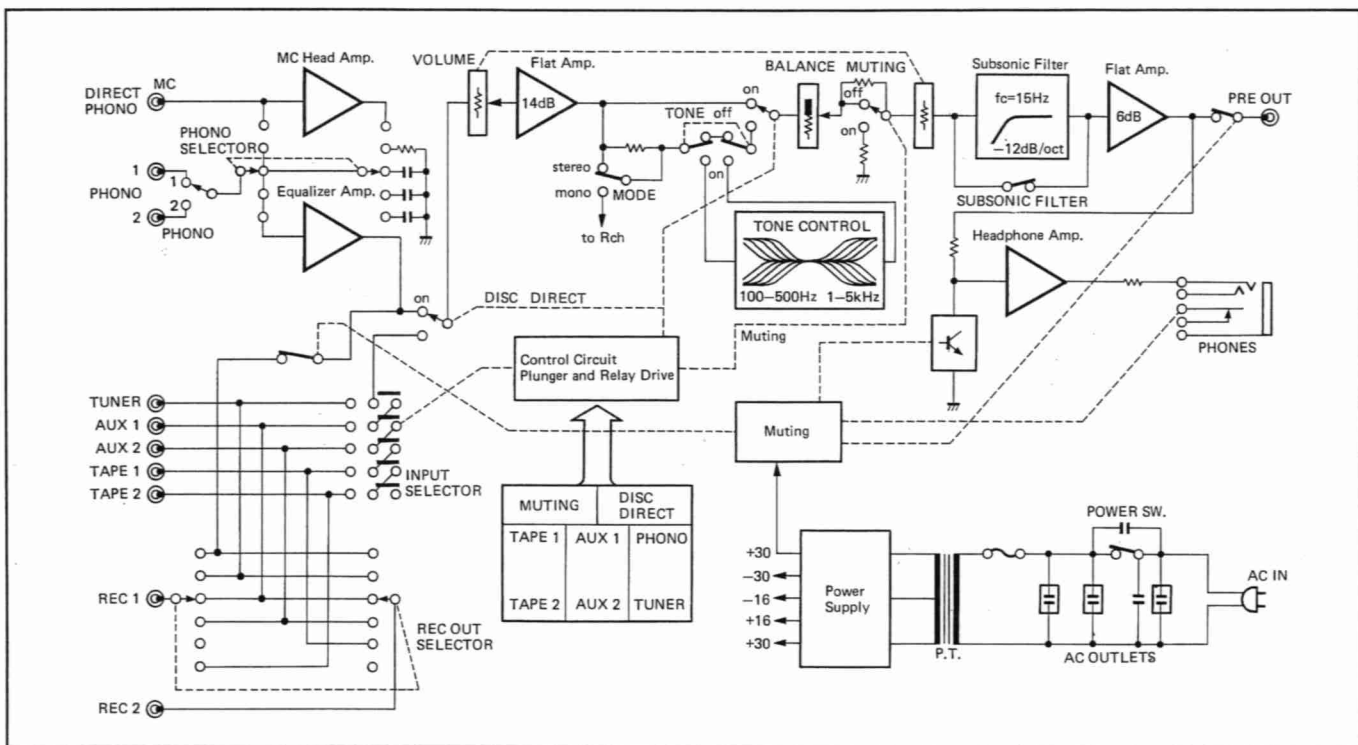 MC Head Amp.
VOLUME
Flat Amp.
BALANCE MUTING
Subsonic Filter
Flat Amp.
DIRECT PHONO
MC
14dB
on
TONE off
off
on
fc=15Hz
−12dB/oct
6dB
PRE OUT
PHONO SELECTOR
1
PHONO
2
1
2
PHONO
Equalizer Amp.
stereo
mono
MODE
on
to Rch
SUBSONIC FILTER
TONE CONTROL
100−500Hz 1−5kHz
Headphone Amp.
on
DISC DIRECT
Muting
PHONES
Control Circuit
Plunger and Relay Drive
TUNER
AUX 1
AUX 2
TAPE 1
TAPE 2
INPUT SELECTOR
Muting
MUTING
DISC DIRECT
TAPE 1 AUX 1 PHONO
TAPE 2 AUX 2 TUNER
POWER SW.
+30
−30
−16
+16
+30
Power Supply
P.T.
AC OUTLETS
AC IN
REC 1
REC OUT SELECTOR
REC 2